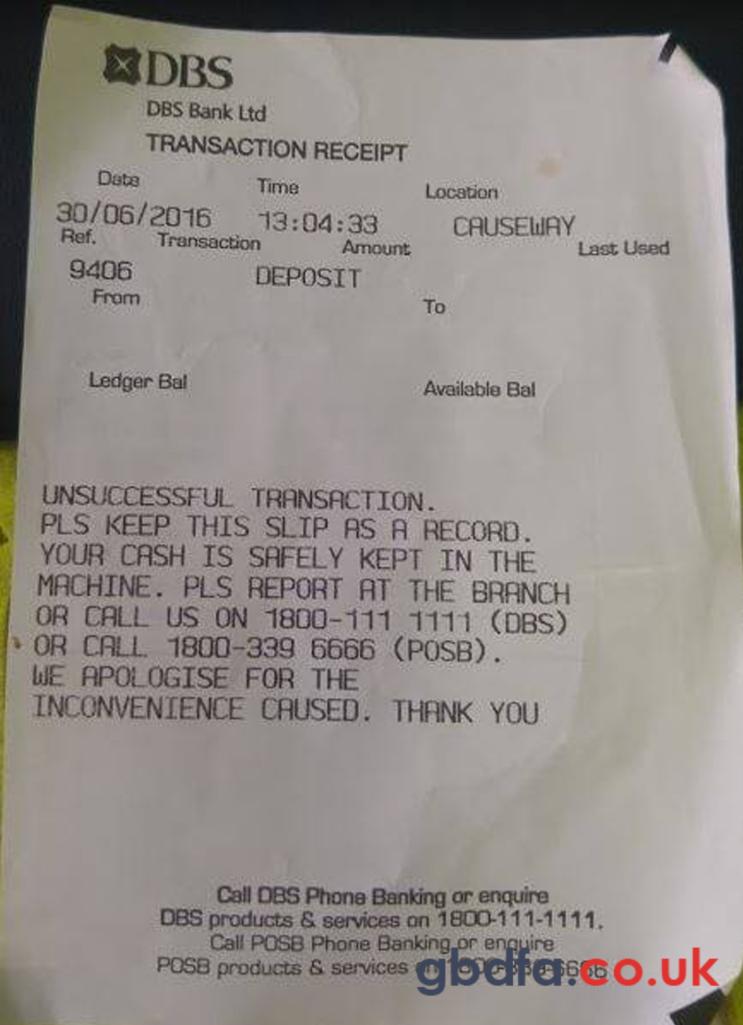 DBS
DBS Bank Ltd
TRANSACTION RECEIPT
Date Time Location
30/06/2016 13:04:33 CAUSEWAY
Ref. Transaction Amount Last Used
9406 DEPOSIT
From To
Ledger Bal Available Bal
UNSUCCESSFUL TRANSACTION.
PLS KEEP THIS SLIP AS A RECORD.
YOUR CASH IS SAFELY KEPT IN THE
MACHINE. PLS REPORT AT THE BRANCH
OR CALL US ON 1800-111 1111 (DBS)
OR CALL 1800-339 6666 (POSB).
WE APOLOGISE FOR THE
INCONVENIENCE CAUSED. THANK YOU
Call DBS Phone Banking or enquire
DBS products & services on 1800-111-1111.
Call POSB Phone Banking or enquire
POSB products & services on 1800-339-6666
gbdfa.co.uk